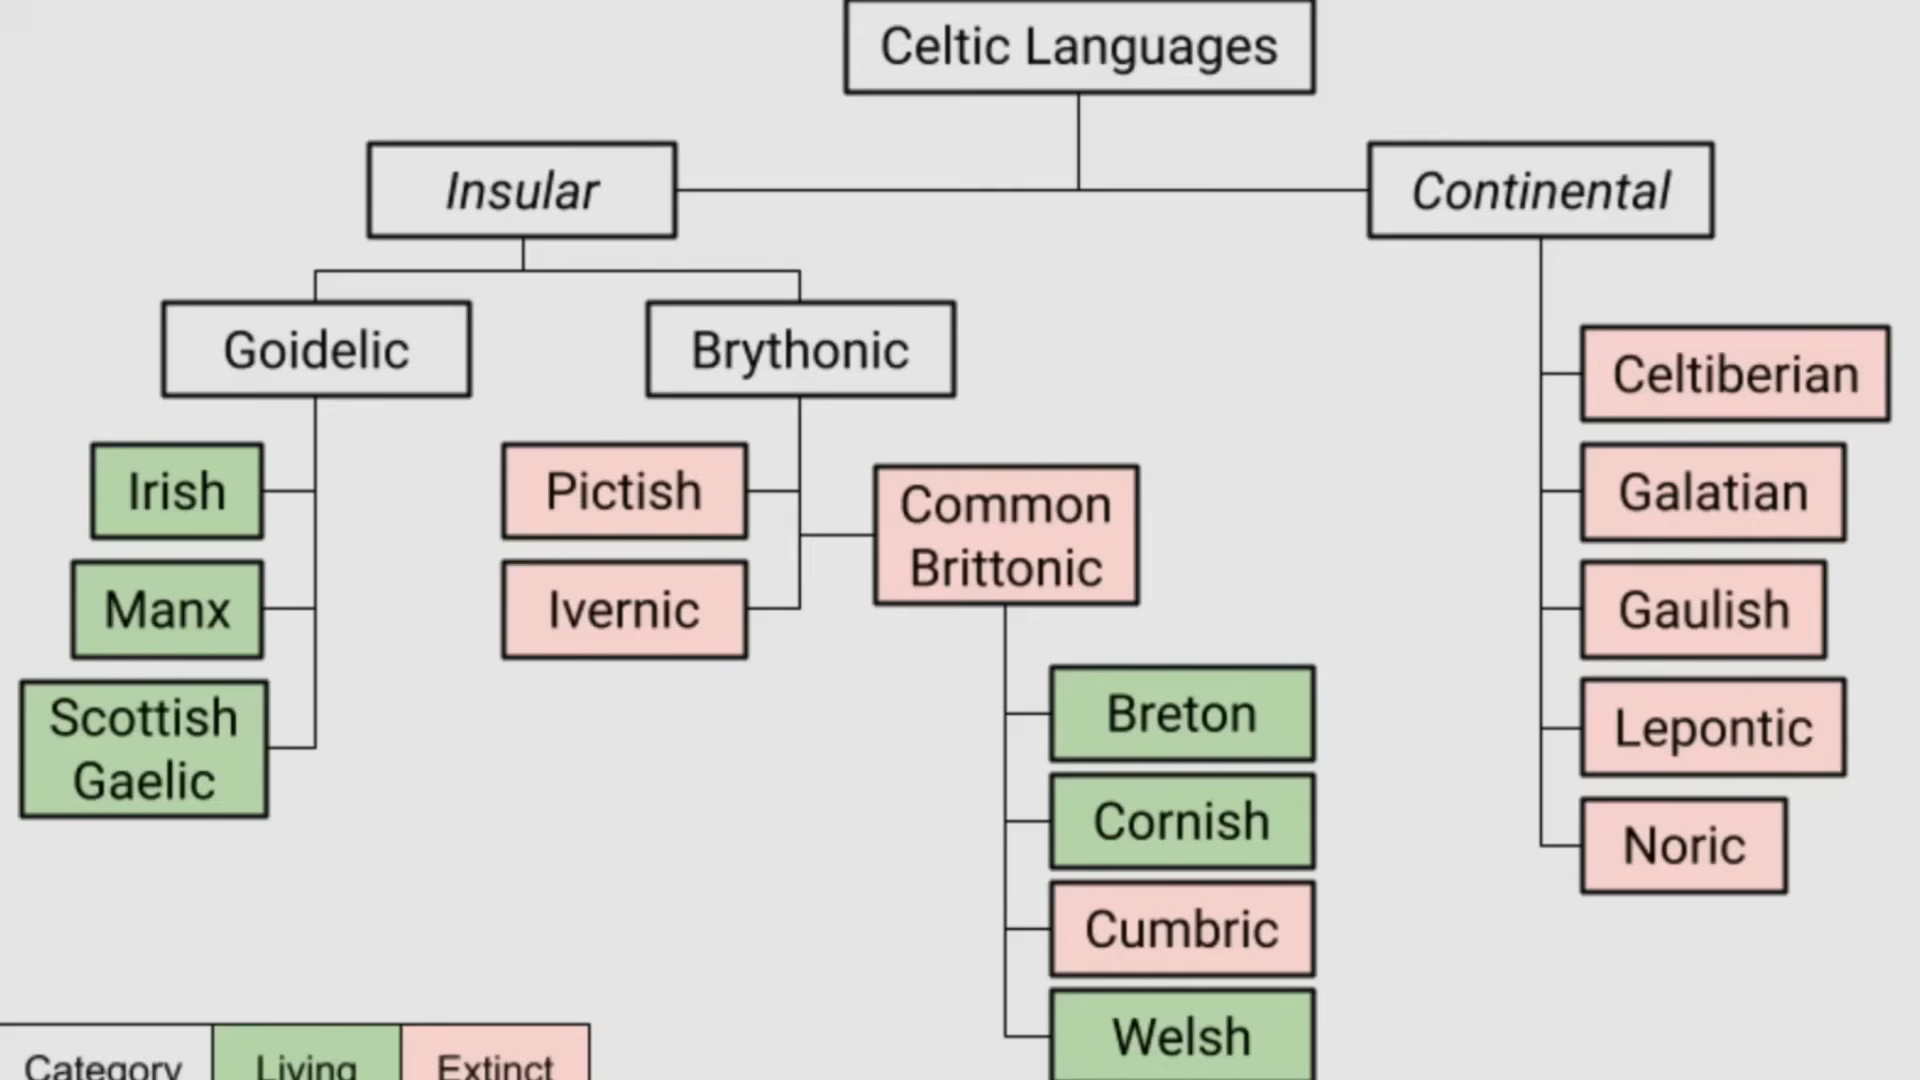 Celtic Languages
Insular
Continental
Goidelic
Brythonic
Irish
Manx
Scottish
Gaelic
Pictish
Ivernic
Common
Brittonic
Breton
Cornish
Cumbric
Welsh
Celtiberian
Galatian
Gaulish
Lepontic
Noric
Category
Living
Extinct